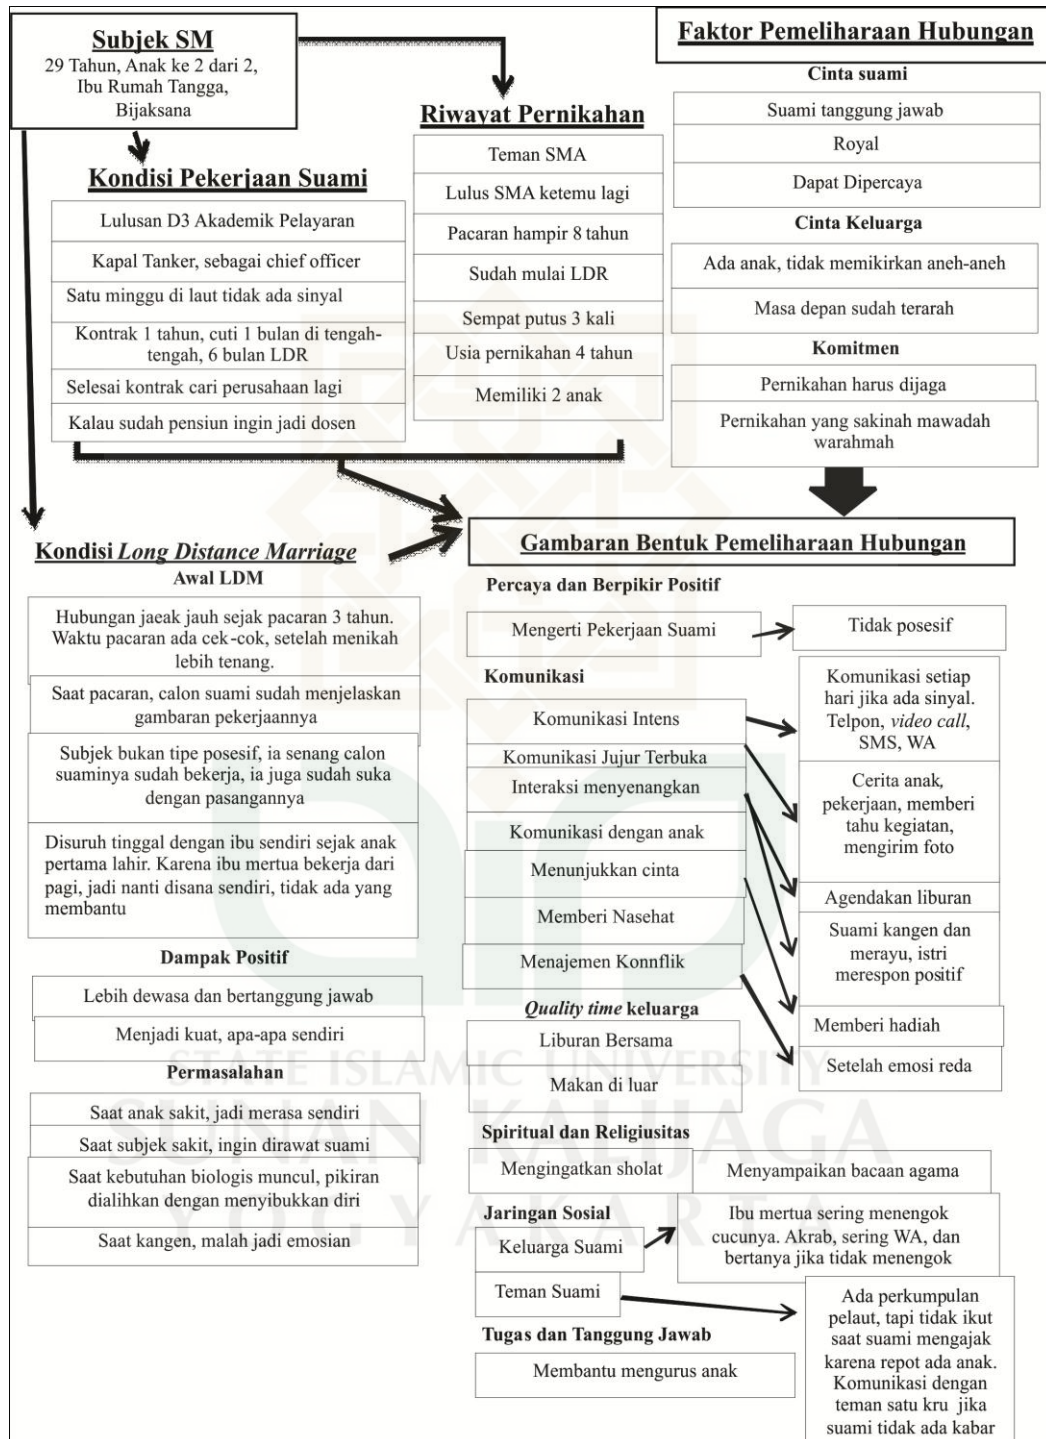 Subjek SM
29 Tahun, Anak ke 2 dari 2,
Ibu Rumah Tangga,
Bijaksana
Kondisi Pekerjaan Suami
Lulusan D3 Akademik Pelayaran
Kapal Tanker, sebagai chief officer
Satu minggu di laut tidak ada sinyal
Kontrak 1 tahun, cuti 1 bulan di tengah-
tengah, 6 bulan LDR
Selesai kontrak cari perusahaan lagi
Kalau sudah pensiun ingin jadi dosen
Riwayat Pernikahan
Teman SMA
Lulus SMA ketemu lagi
Pacaran hampir 8 tahun
Sudah mulai LDR
Sempat putus 3 kali
Usia pernikahan 4 tahun
Memiliki 2 anak
Faktor Pemeliharaan Hubungan
Cinta suami
Suami tanggung jawab
Royal
Dapat Dipercaya
Cinta Keluarga
Ada anak, tidak memikirkan aneh-aneh
Masa depan sudah terarah
Komitmen
Pernikahan harus dijaga
Pernikahan yang sakinah mawadah
warahmah
Kondisi Long Distance Marriage
Awal LDM
Hubungan jaeak jauh sejak pacaran 3 tahun.
Waktu pacaran ada cek-cok, setelah menikah
lebih tenang.
Saat pacaran, calon suami sudah menjelaskan
gambaran pekerjaannya
Subjek bukan tipe posesif, ia senang calon
suaminya sudah bekerja, ia juga sudah suka
dengan pasangannya
Disuruh tinggal dengan ibu sendiri sejak anak
pertama lahir. Karena ibu mertua bekerja dari
pagi, jadi nanti disana sendiri, tidak ada yang
membantu
Dampak Positif
Lebih dewasa dan bertanggung jawab
Menjadi kuat, apa-apa sendiri
Permasalahan
Saat anak sakit, jadi merasa sendiri
Saat subjek sakit, ingin dirawat suami
Saat kebutuhan biologis muncul, pikiran
dialihkan dengan menyibukkan diri
Saat kangen, malah jadi emosian
Gambaran Bentuk Pemeliharaan Hubungan
Percaya dan Berpikir Positif
Mengerti Pekerjaan Suami
Tidak posesif
Komunikasi
Komunikasi Intens
Komunikasi Jujur Terbuka
Interaksi menyenangkan
Komunikasi dengan anak
Menunjukkan cinta
Memberi Nasehat
Menajemen Konnflik
Komunikasi setiap
hari jika ada sinyal.
Telpon, video call,
SMS, WA
Cerita anak,
pekerjaan, memberi
tahu kegiatan,
mengirim foto
Agendakan liburan
Suami kangen dan
merayu, istri
merespon positif
Memberi hadiah
Setelah emosi reda
Quality time keluarga
Liburan Bersama
Makan di luar
Spiritual dan Religiusitas
Mengingatkan sholat
Menyampaikan bacaan agama
Jaringan Sosial
Keluarga Suami
Ibu mertua sering menengok
cucunya. Akrab, sering WA, dan
bertanya jika tidak menengok
Teman Suami
Ada perkumpulan
pelaut, tapi tidak ikut
saat suami mengajak
karena repot ada anak.
Komunikasi dengan
teman satu kru jika
suami tidak ada kabar
Tugas dan Tanggung Jawab
Membantu mengurus anak
STATE ISLAMIC UNIVERSITY
SUNAN KALIJAGA
YOGYAKARTA